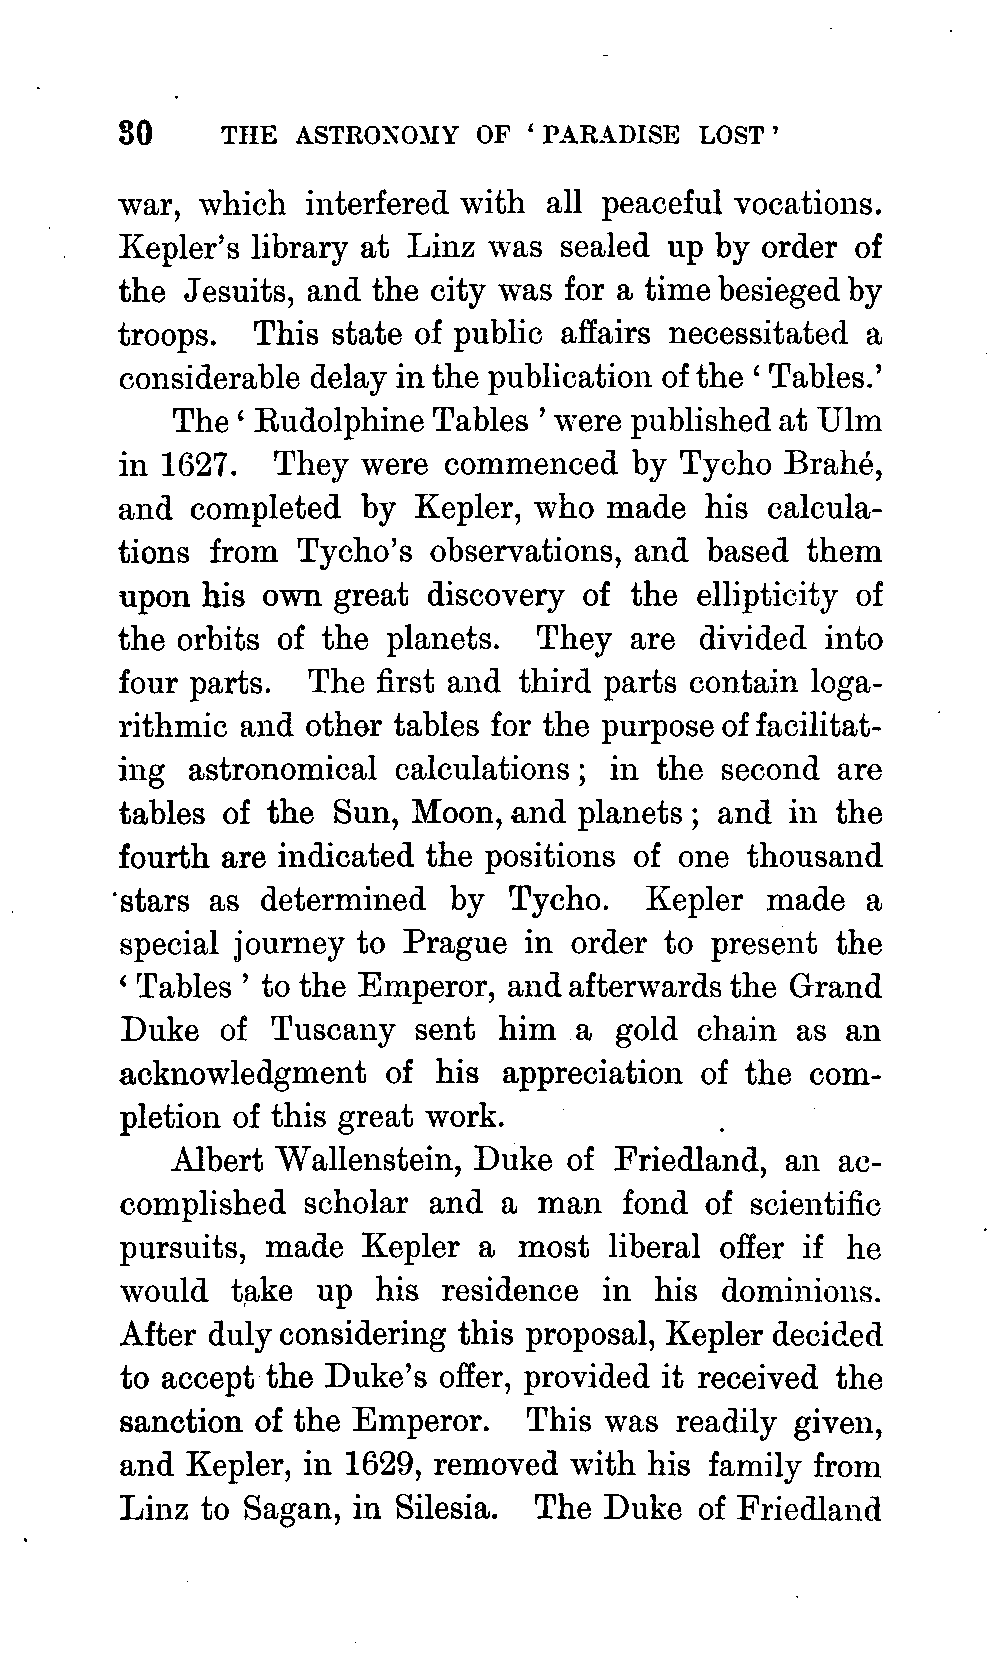 30 THE ASTRONOMY OF ‘PARADISE LOST’
war, which interfered with all peaceful vocations.
Kepler’s library at Linz was sealed up by order of
the Jesuits, and the city was for a time besieged by
troops. This state of public affairs necessitated a
considerable delay in the publication of the ‘Tables.’
The ‘Rudolphine Tables’ were published at Ulm
in 1627. They were commenced by Tycho Brahé,
and completed by Kepler, who made his calcula-
tions from Tycho’s observations, and based them
upon his own great discovery of the ellipticity of
the orbits of the planets. They are divided into
four parts. The first and third parts contain loga-
rithmic and other tables for the purpose of facilitat-
ing astronomical calculations; in the second are
tables of the Sun, Moon, and planets; and in the
fourth are indicated the positions of one thousand
stars as determined by Tycho. Kepler made a
special journey to Prague in order to present the
‘Tables’ to the Emperor, and afterwards the Grand
Duke of Tuscany sent him a gold chain as an
acknowledgment of his appreciation of the com-
pletion of this great work.
Albert Wallenstein, Duke of Friedland, an ac-
complished scholar and a man fond of scientific
pursuits, made Kepler a most liberal offer if he
would take up his residence in his dominions.
After duly considering this proposal, Kepler decided
to accept the Duke’s offer, provided it received the
sanction of the Emperor. This was readily given,
and Kepler, in 1629, removed with his family from
Linz to Sagan, in Silesia. The Duke of Friedland